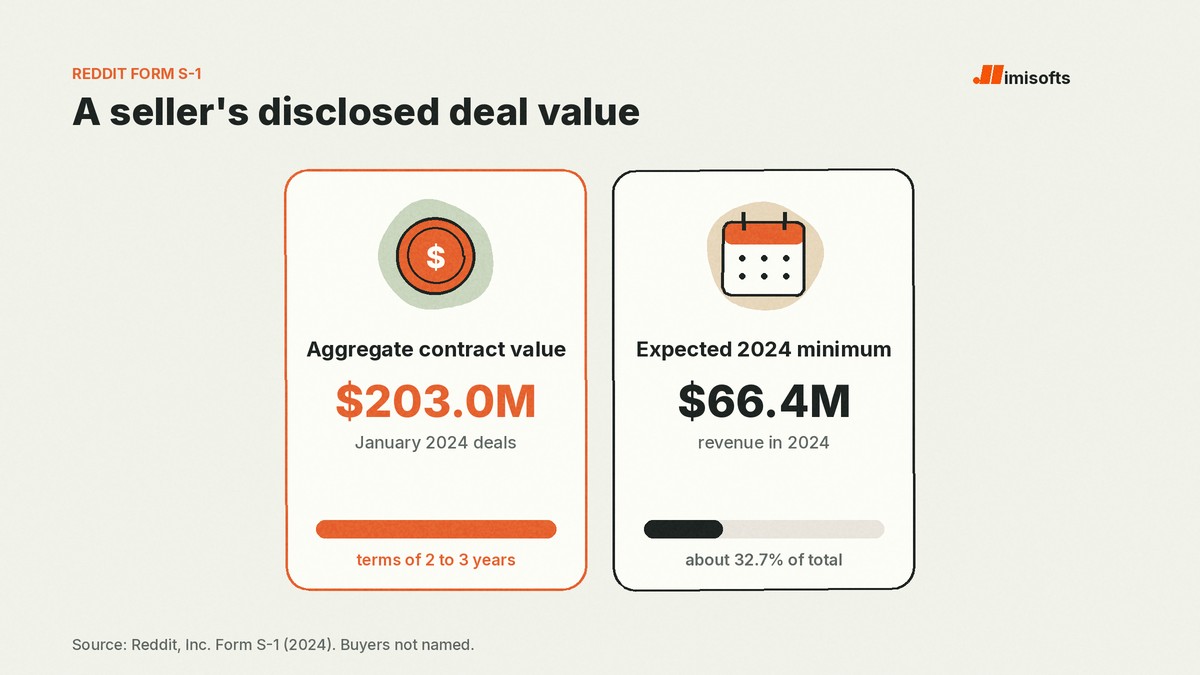 REDDIT FORM S-1
imisofts
A seller's disclosed deal value
$
Aggregate contract value
$203.0M
January 2024 deals
terms of 2 to 3 years
Expected 2024 minimum
$66.4M
revenue in 2024
about 32.7% of total
Source: Reddit, Inc. Form S-1 (2024). Buyers not named.